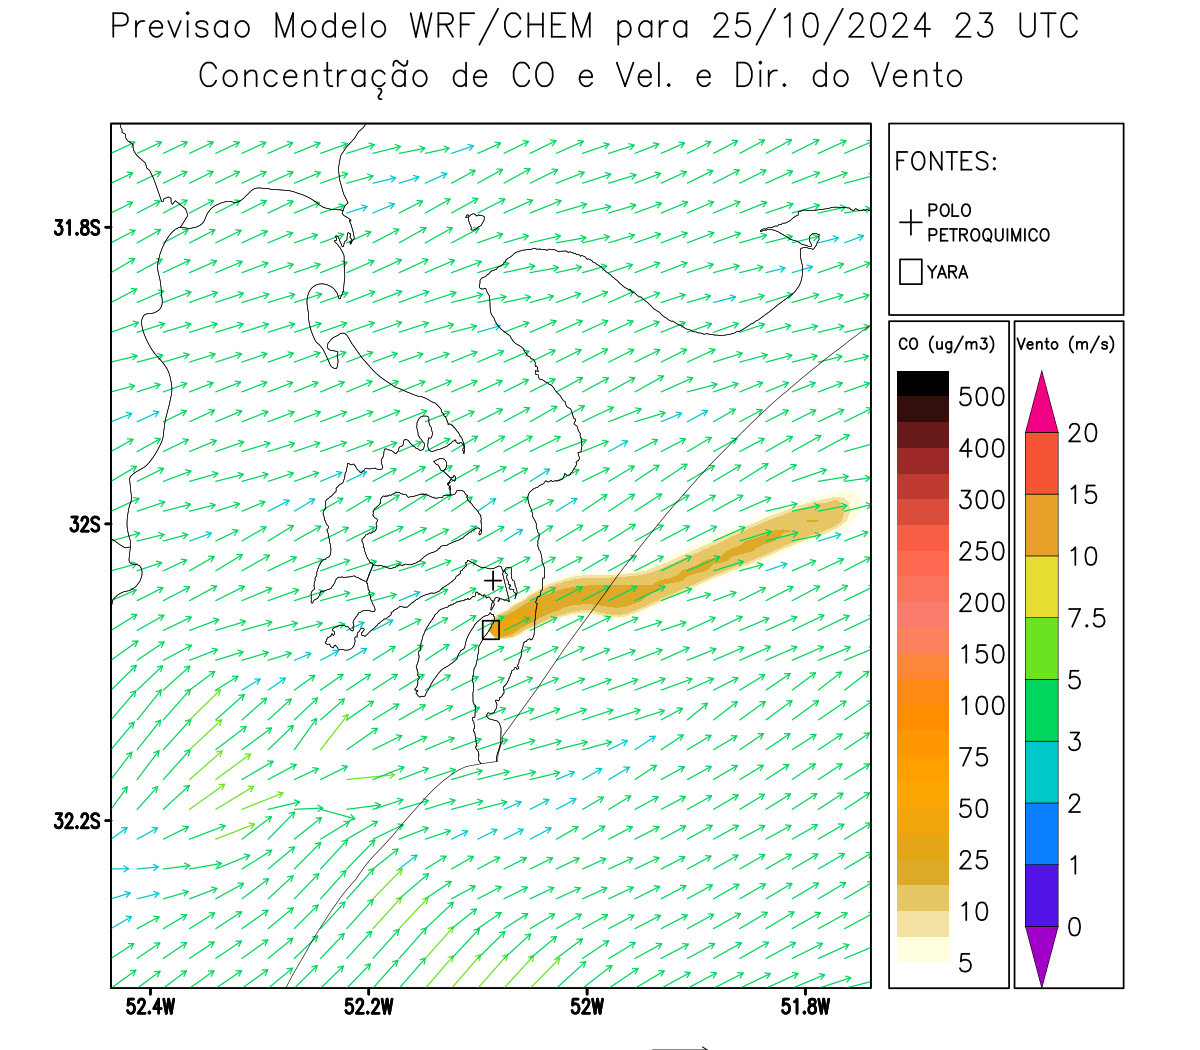 Previsao Modelo WRF/CHEM para 25/10/2024 23 UTC
Concentração de CO e Vel. e Dir. do Vento
FONTES:
POLO
PETROQUIMICO
YARA
CO (ug/m3)
500
400
300
250
200
150
100
75
50
25
10
5
Vento (m/s)
20
15
10
7.5
5
3
2
1
0
31.8S
32S
32.2S
52.4W
52.2W
52W
51.8W